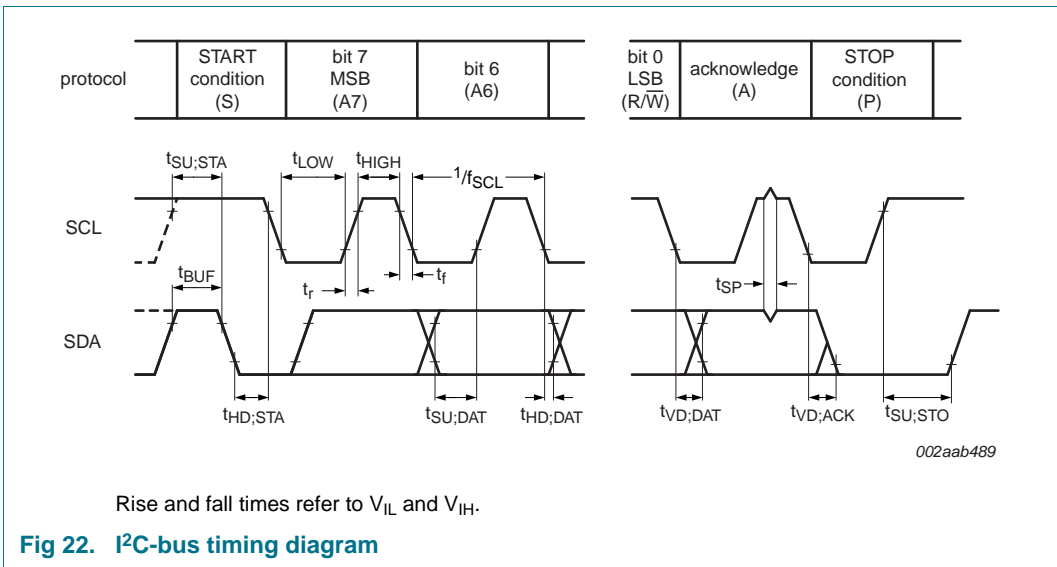 protocol
START
condition
(S)
bit 7
MSB
(A7)
bit 6
(A6)
bit 0
LSB
(R/W̅)
acknowledge
(A)
STOP
condition
(P)
tSU;STA
tLOW
tHIGH
1/fSCL
SCL
tBUF
tr
tf
tSP
SDA
tHD;STA
tSU;DAT
tHD;DAT
tVD;DAT
tVD;ACK
tSU;STO
002aab489
Rise and fall times refer to VIL and VIH.
Fig 22. I²C-bus timing diagram